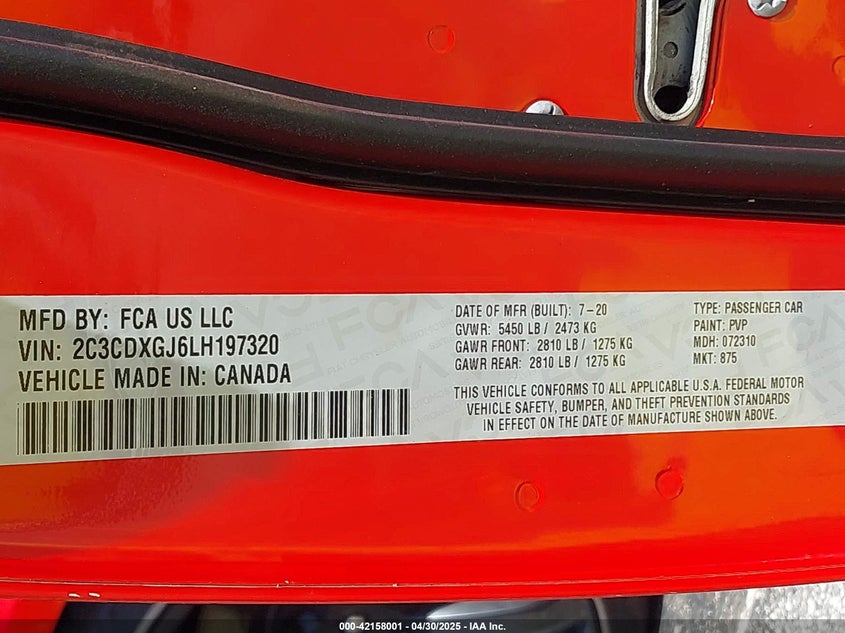 MFD BY: FCA US LLC
VIN: 2C3CDXGJ6LH197320
VEHICLE MADE IN: CANADA
DATE OF MFR (BUILT): 7-20
GVWR: 5450 LB / 2473 KG
GAWR FRONT: 2810 LB / 1275 KG
GAWR REAR: 2810 LB / 1275 KG
TYPE: PASSENGER CAR
PAINT: PVP
MDH: 072310
MKT: 875
THIS VEHICLE CONFORMS TO ALL APPLICABLE U.S.A. FEDERAL MOTOR
VEHICLE SAFETY, BUMPER, AND THEFT PREVENTION STANDARDS
IN EFFECT ON THE DATE OF MANUFACTURE SHOWN ABOVE.
000-42158001 - 04/30/2025 - IAA Inc.